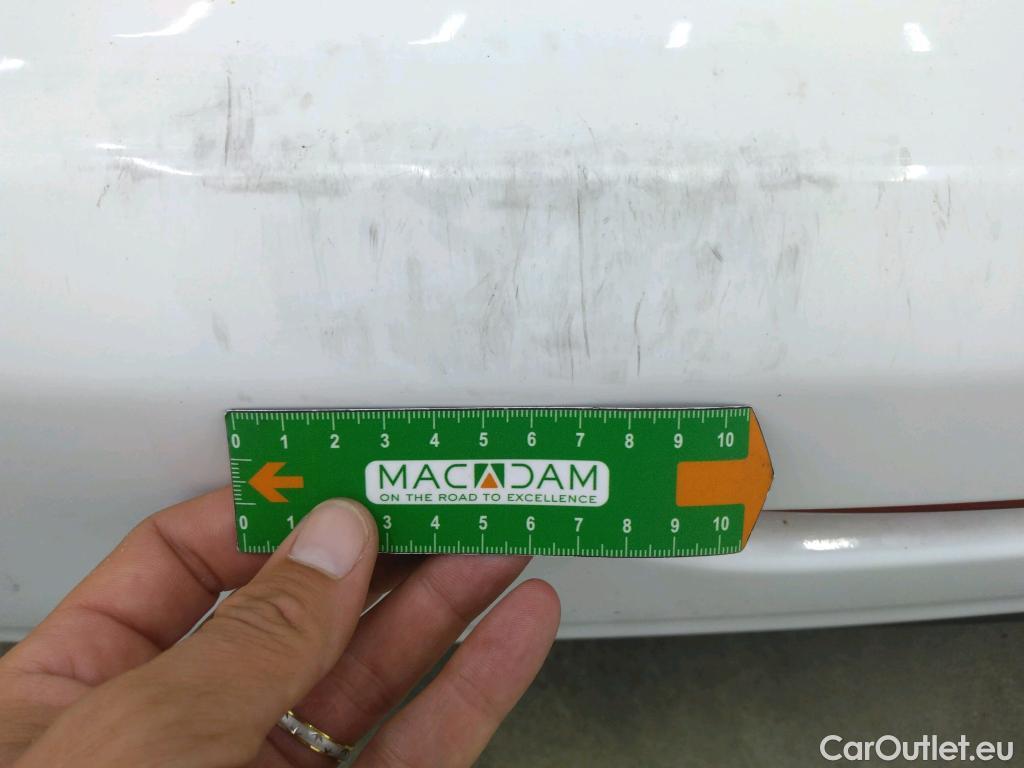 0 1 2 3 4 5 6 7 8 9 10
MACADAM
ON THE ROAD TO EXCELLENCE
0 1 3 4 5 6 7 8 9 10
CarOutlet.eu